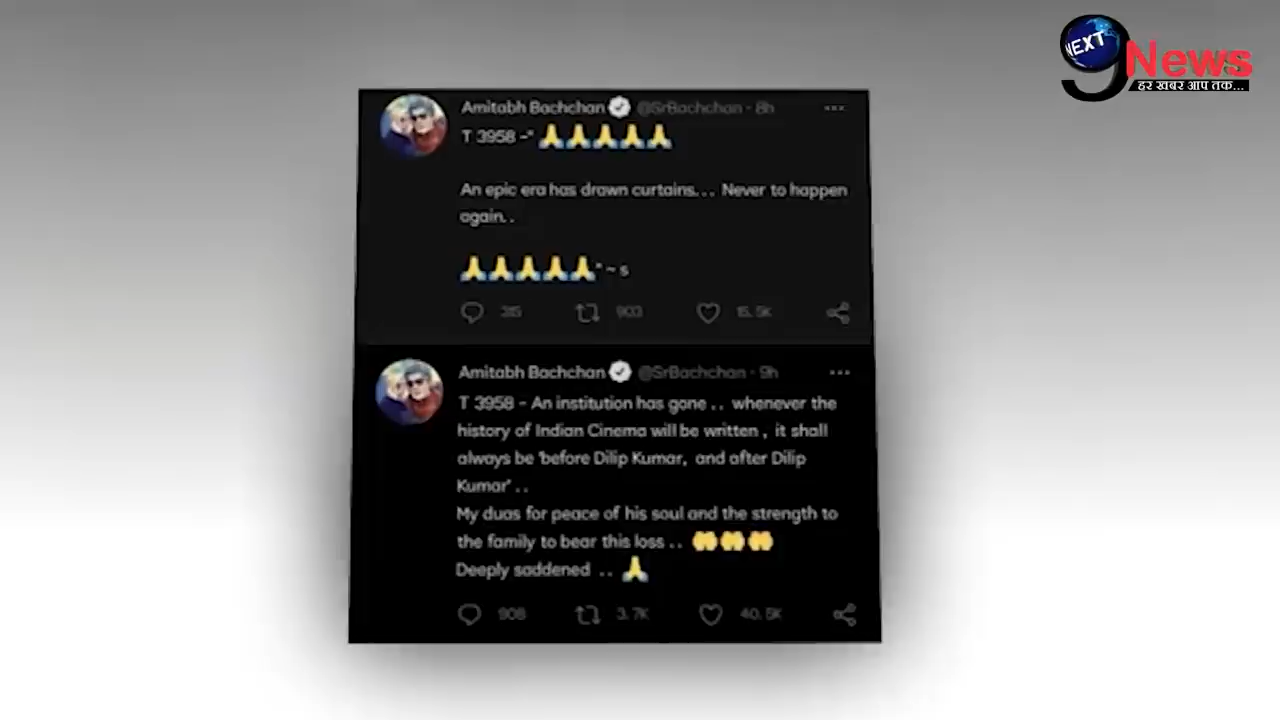 NEXT
9 News
हर खबर आप तक...
Amitabh Bachchan @SrBachchan · 8h
T 3958 -" 🙏🙏🙏🙏🙏
An epic era has drawn curtains... Never to happen
again. .
🙏🙏🙏🙏🙏" ~ s
315 903 15.5K
Amitabh Bachchan @SrBachchan · 9h
T 3958 - An institution has gone .. whenever the
history of Indian Cinema will be written , it shall
always be 'before Dilip Kumar, and after Dilip
Kumar' ..
My duas for peace of his soul and the strength to
the family to bear this loss .. 🤲🤲🤲
Deeply saddened .. 🙏
908 3.7K 40.5K